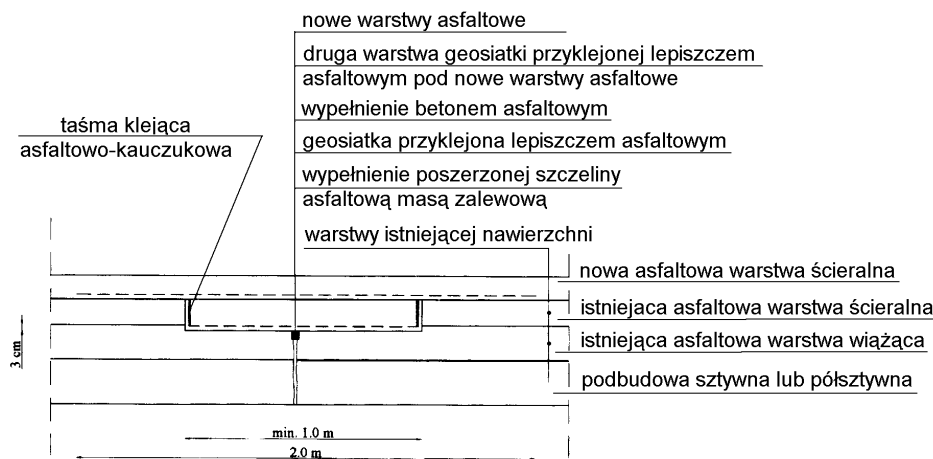 nowe warstwy asfaltowe
druga warstwa geosiatki przyklejonej lepiszczem
asfaltowym pod nowe warstwy asfaltowe
wypełnienie betonem asfaltowym
taśma klejąca
asfaltowo-kauczukowa
geosiatka przyklejona lepiszczem asfaltowym
wypełnienie poszerzonej szczeliny
asfaltową masą zalewową
warstwy istniejącej nawierzchni
nowa asfaltowa warstwa ścieralna
istniejaca asfaltowa warstwa ścieralna
istniejąca asfaltowa warstwa wiążąca
3 cm
podbudowa sztywna lub półsztywna
min. 1.0 m
2.0 m